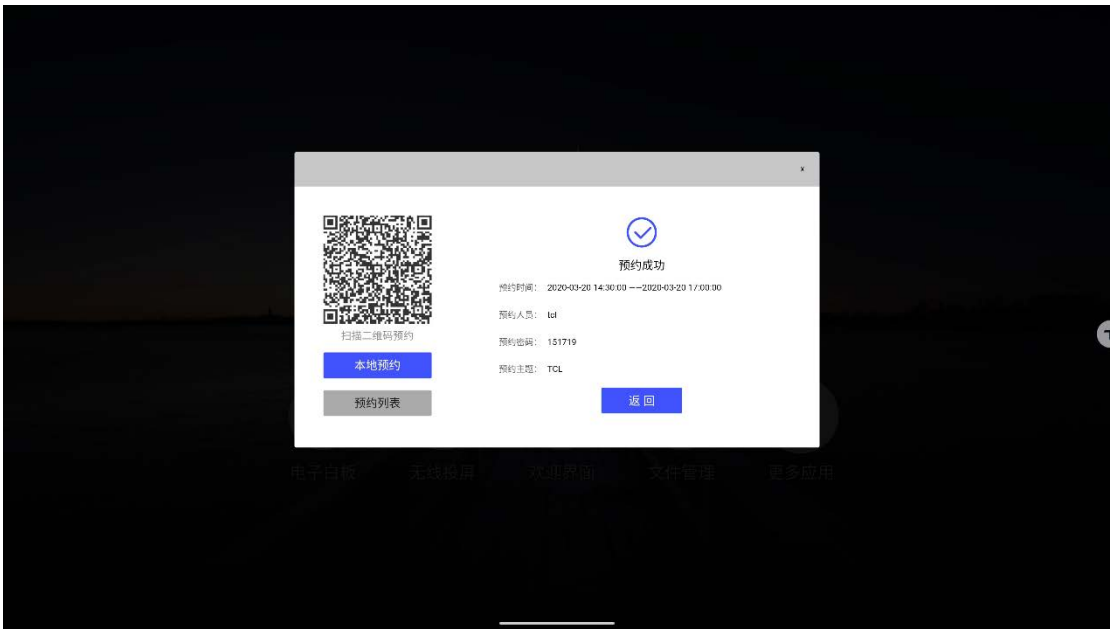 x
扫描二维码预约
本地预约
预约列表
预约成功
预约时间： 2020-03-20 14:30:00 ——2020-03-20 17:00:00
预约人员： tcl
预约密码： 151719
预约主题： TCL
返回
电子白板 无线投屏 欢迎界面 文件管理 更多应用